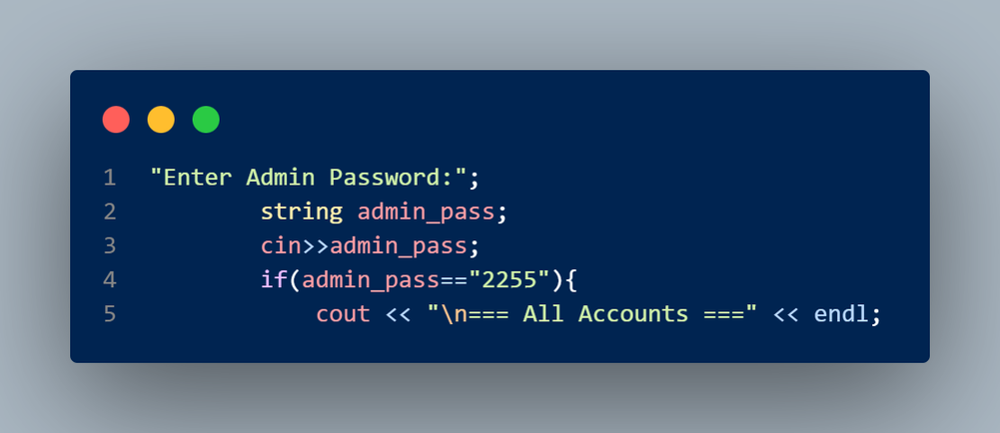 1 "Enter Admin Password:";
2 string admin_pass;
3 cin>>admin_pass;
4 if(admin_pass=="2255"){
5 cout << "\n=== All Accounts ===" << endl;